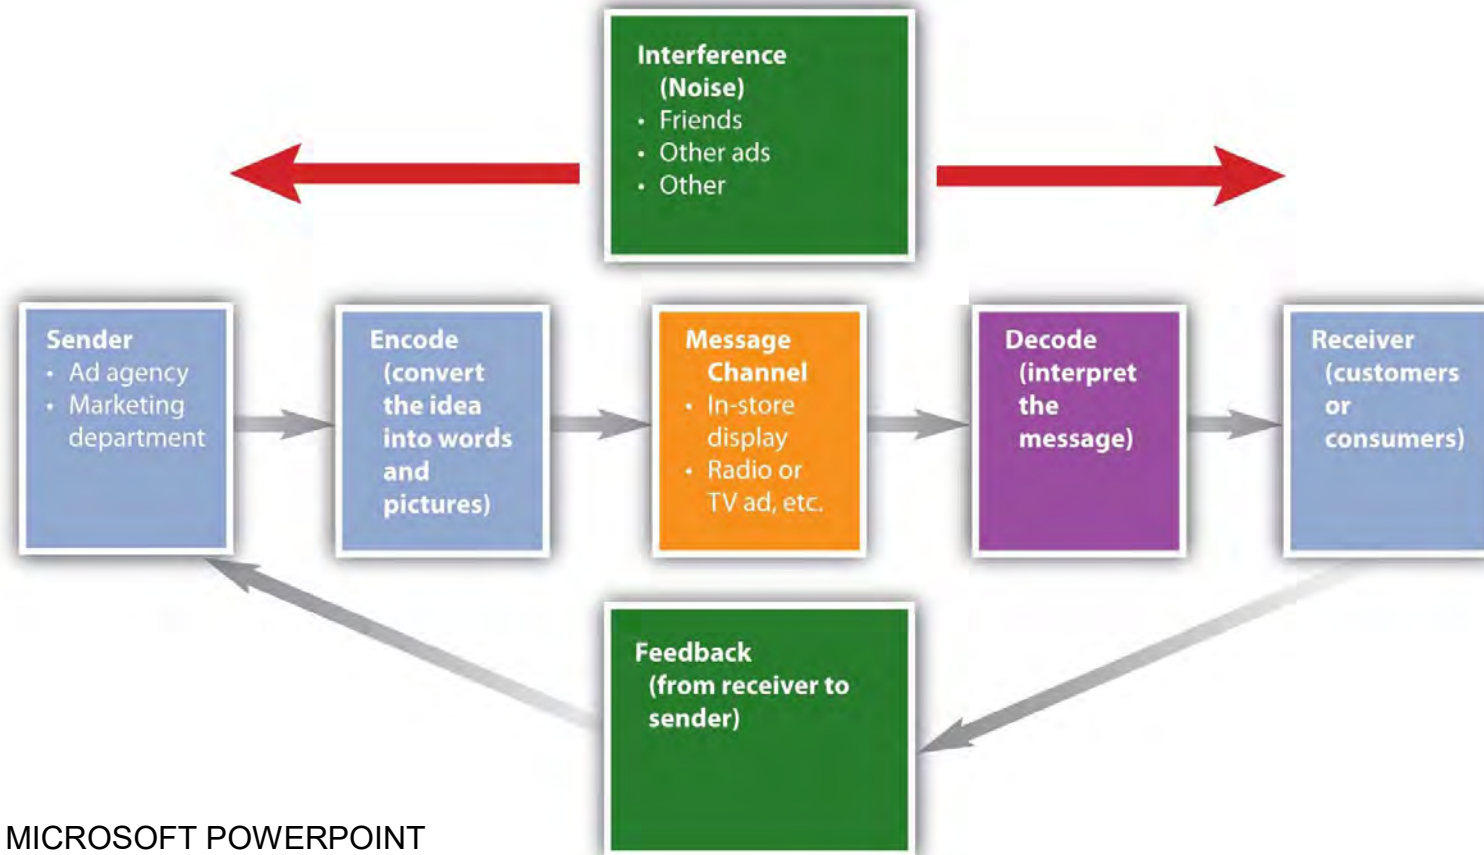 Interference
(Noise)
• Friends
• Other ads
• Other
Sender
• Ad agency
• Marketing
department
Encode
(convert
the idea
into words
and
pictures)
Message
Channel
• In-store
display
• Radio or
TV ad, etc.
Decode
(interpret
the
message)
Receiver
(customers
or
consumers)
Feedback
(from receiver to
sender)
MICROSOFT POWERPOINT